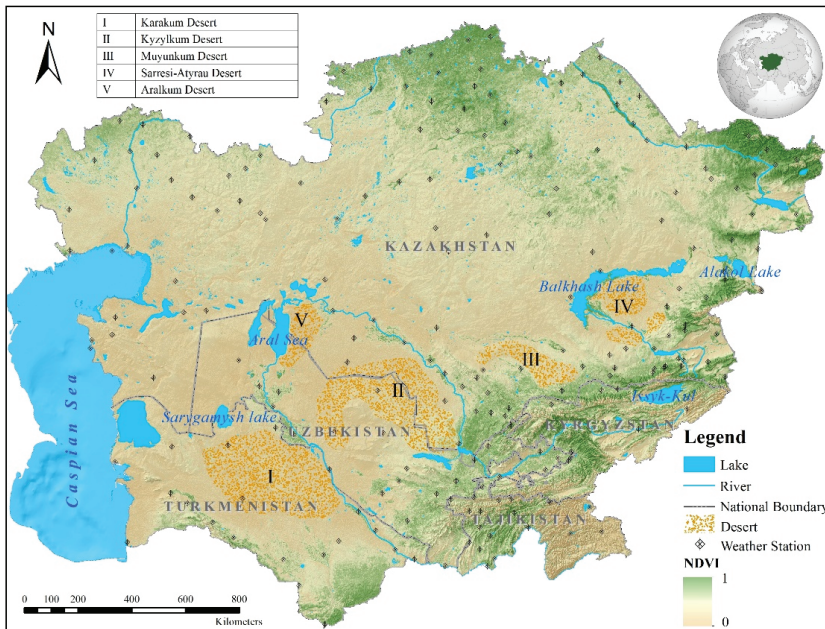 N
I Karakum Desert
II Kyzylkum Desert
III Muyunkum Desert
IV Sarresi-Atyrau Desert
V Aralkum Desert
KAZAKHSTAN
Balkhash Lake
Alakol Lake
IV
V
Aral Sea
III
II
Issyk-Kul
Sarygamysh lake
UZBEKISTAN
KYRGYZSTAN
Caspian Sea
I
TURKMENISTAN
TAJIKISTAN
Legend
Lake
River
National Boundary
Desert
Weather Station
NDVI
1
0
0 100 200 400 600 800
Kilometers